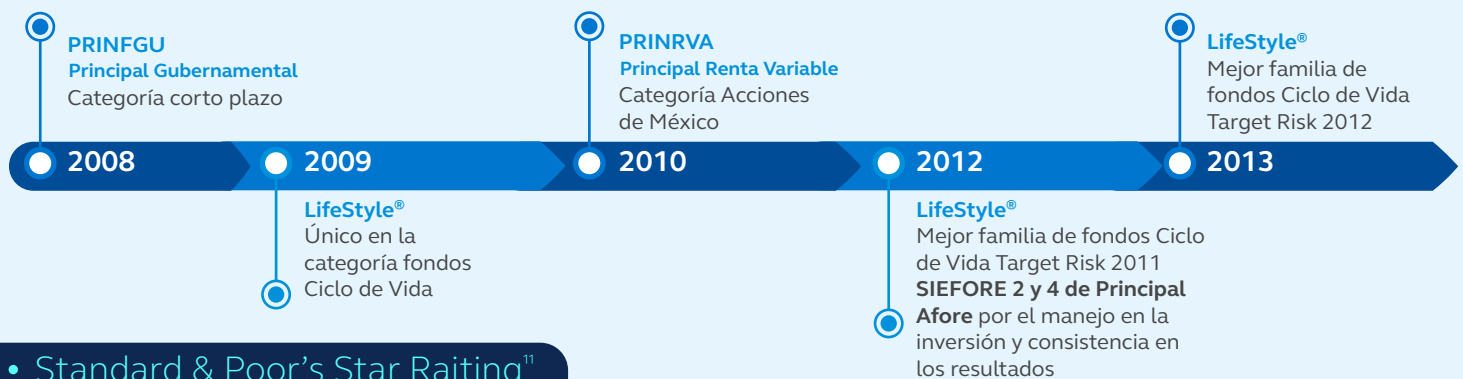 PRINFGU
Principal Gubernamental
Categoría corto plazo
PRINRVA
Principal Renta Variable
Categoría Acciones
de México
LifeStyle®
Mejor familia de
fondos Ciclo de Vida
Target Risk 2012
2008
2009
2010
2012
2013
LifeStyle®
Único en la
categoría fondos
Ciclo de Vida
LifeStyle®
Mejor familia de fondos Ciclo
de Vida Target Risk 2011
SIEFORE 2 y 4 de Principal
Afore por el manejo en la
inversión y consistencia en
los resultados
• Standard & Poor's Star Raiting¹¹